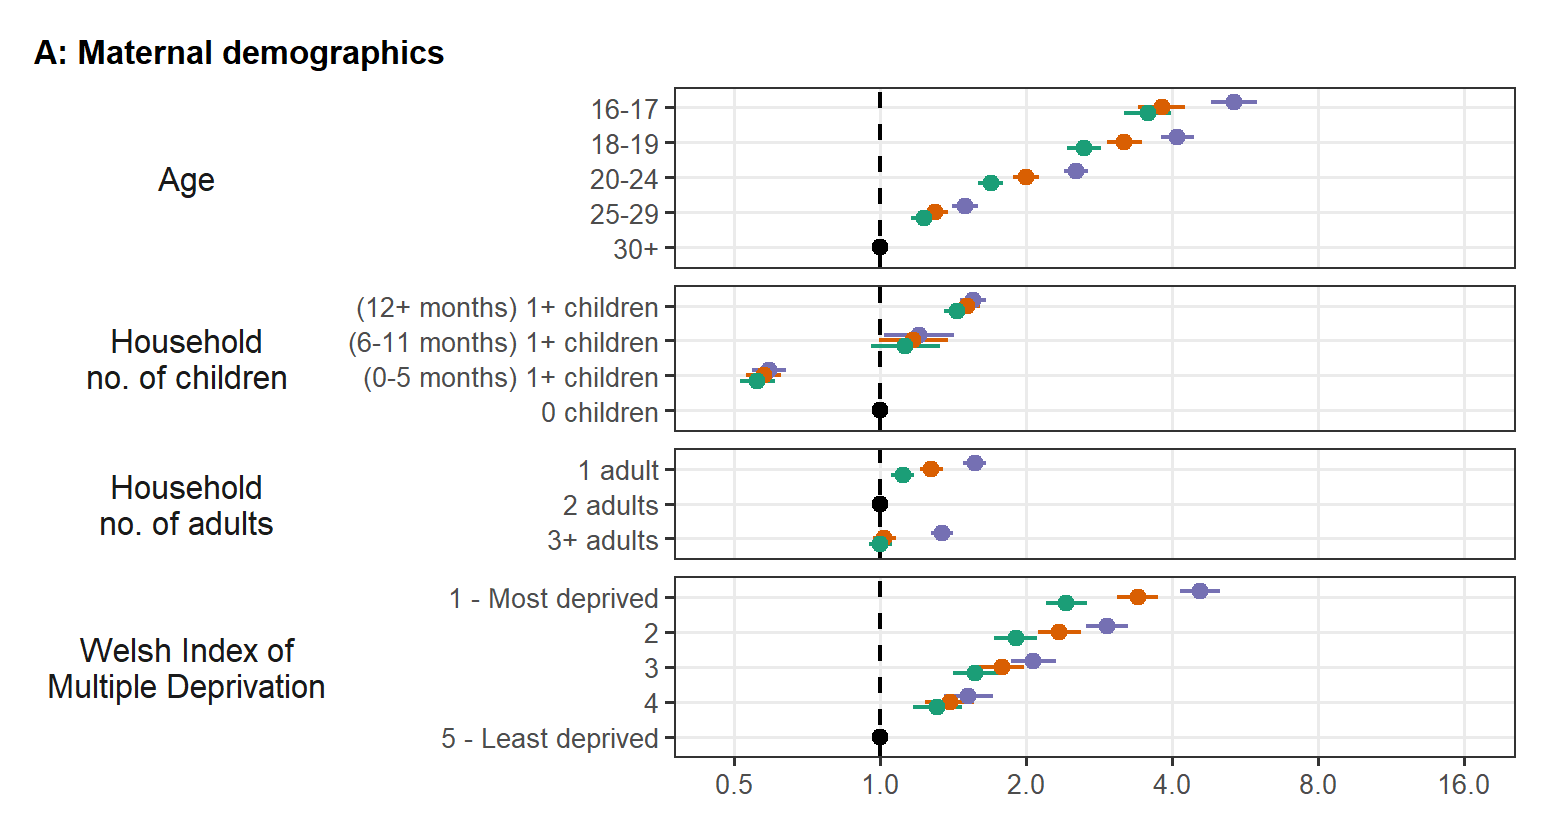 A: Maternal demographics
Age
16-17
18-19
20-24
25-29
30+
Household
no. of children
(12+ months) 1+ children
(6-11 months) 1+ children
(0-5 months) 1+ children
0 children
Household
no. of adults
1 adult
2 adults
3+ adults
Welsh Index of
Multiple Deprivation
1 - Most deprived
2
3
4
5 - Least deprived
0.5 1.0 2.0 4.0 8.0 16.0